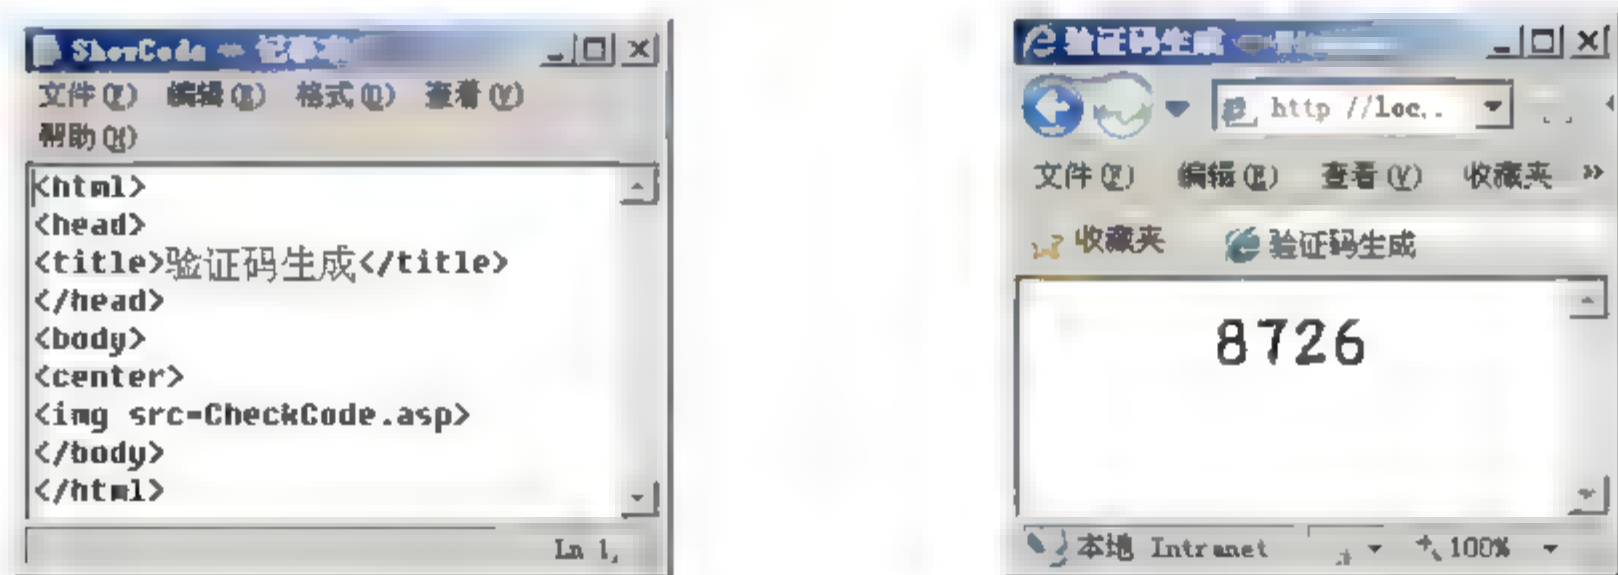 ShowCode - 记事本
文件(F) 编辑(E) 格式(O) 查看(V)
帮助(H)
<html>
<head>
<title>验证码生成</title>
</head>
<body>
<center>
<img src=CheckCode.asp>
</body>
</html>
Ln 1,
验证码生成 -
http //loc..
文件(F) 编辑(E) 查看(V) 收藏夹 »
收藏夹 验证码生成
8726
本地 Intranet 100%